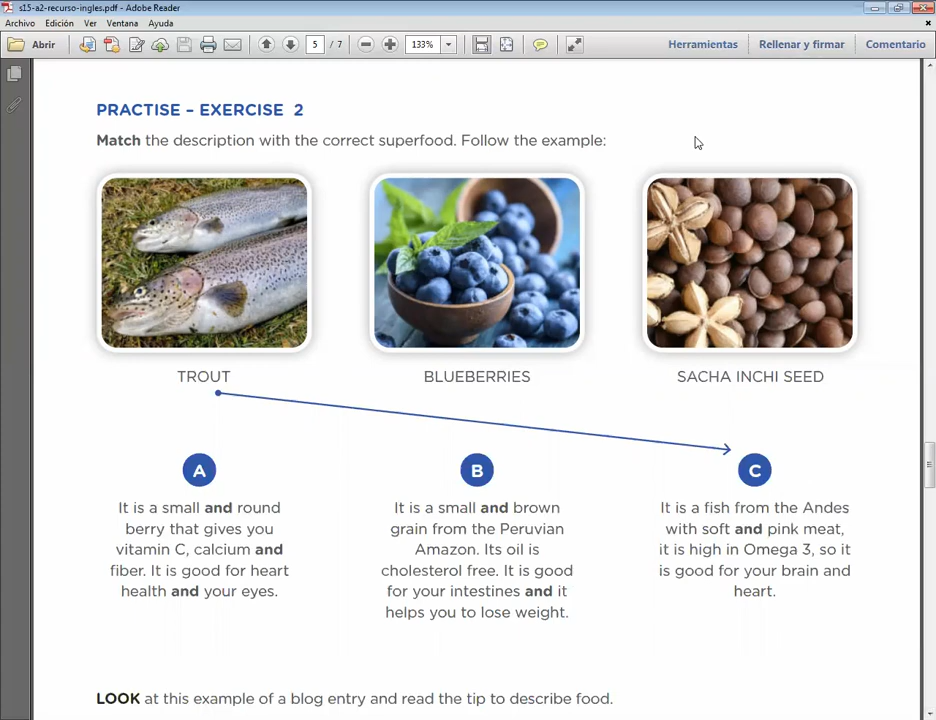 s15-a2-recurso-ingles.pdf - Adobe Reader
Archivo Edición Ver Ventana Ayuda
Abrir 5 / 7 133% Herramientas Rellenar y firmar Comentario
PRACTISE – EXERCISE 2
Match the description with the correct superfood. Follow the example:
TROUT BLUEBERRIES SACHA INCHI SEED
A
It is a small and round
berry that gives you
vitamin C, calcium and
fiber. It is good for heart
health and your eyes.
B
It is a small and brown
grain from the Peruvian
Amazon. Its oil is
cholesterol free. It is good
for your intestines and it
helps you to lose weight.
C
It is a fish from the Andes
with soft and pink meat,
it is high in Omega 3, so it
is good for your brain and
heart.
LOOK at this example of a blog entry and read the tip to describe food.